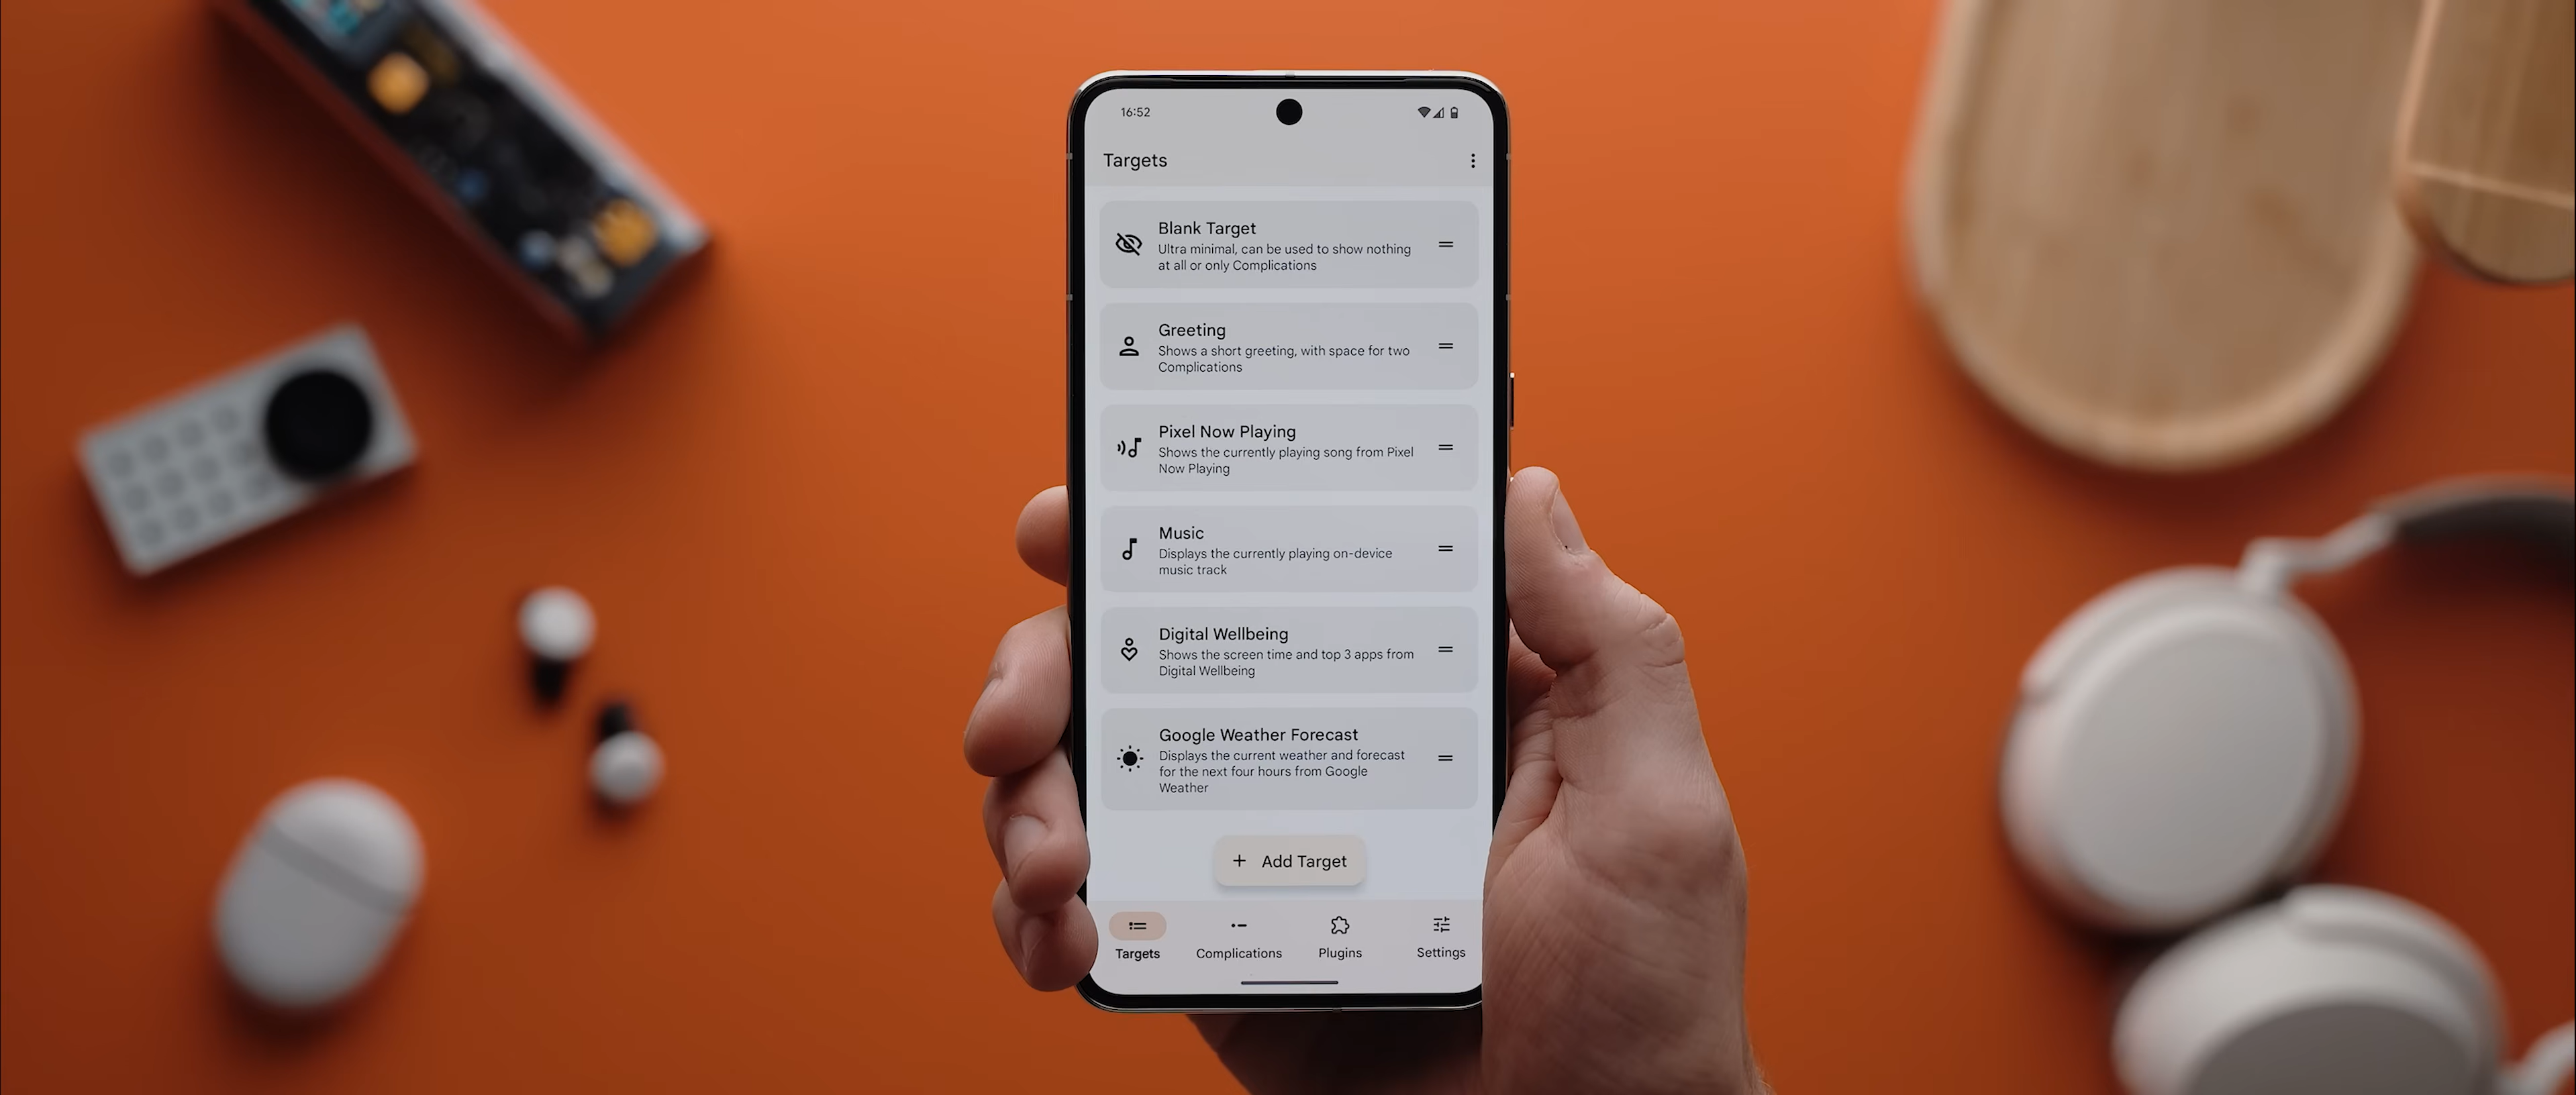 16:52
Targets
Blank Target
Ultra minimal, can be used to show nothing
at all or only Complications
Greeting
Shows a short greeting, with space for two
Complications
Pixel Now Playing
Shows the currently playing song from Pixel
Now Playing
Music
Displays the currently playing on-device
music track
Digital Wellbeing
Shows the screen time and top 3 apps from
Digital Wellbeing
Google Weather Forecast
Displays the current weather and forecast
for the next four hours from Google
Weather
+ Add Target
Targets Complications Plugins Settings